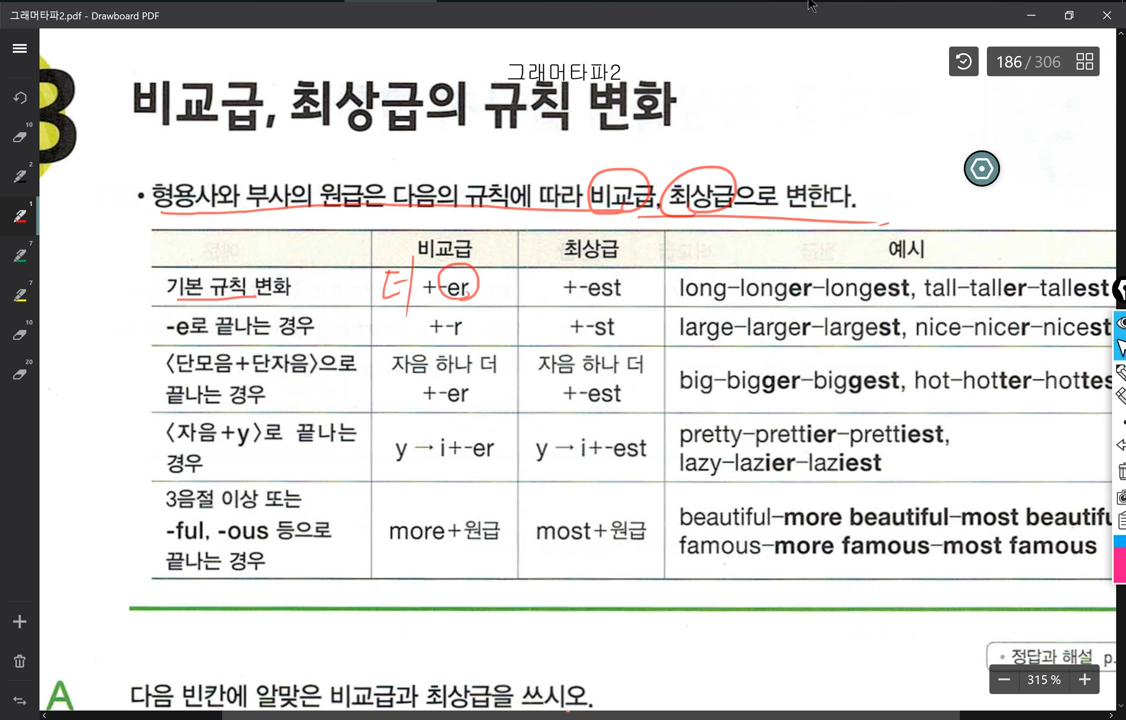 그래머타파2.pdf - Drawboard PDF
그래머타파2
186 / 306
비교급, 최상급의 규칙 변화
• 형용사와 부사의 원급은 다음의 규칙에 따라 비교급, 최상급으로 변한다.
비교급 최상급 예시
기본 규칙 변화 더 +-er +-est long–longer–longest, tall–taller–tallest
-e로 끝나는 경우 +-r +-st large–larger–largest, nice–nicer–nicest
〈단모음+단자음〉으로
끝나는 경우
자음 하나 더
+-er
자음 하나 더
+-est
big–bigger–biggest, hot–hotter–hottes
〈자음+y〉로 끝나는
경우
y → i+-er
y → i+-est
pretty–prettier–prettiest,
lazy–lazier–laziest
3음절 이상 또는
-ful, -ous 등으로
끝나는 경우
more+원급
most+원급
beautiful–more beautiful–most beautifu
famous–more famous–most famous
• 정답과 해설 p.
315 %
A 다음 빈칸에 알맞은 비교급과 최상급을 쓰시오.
10
2
1
7
7
10
20